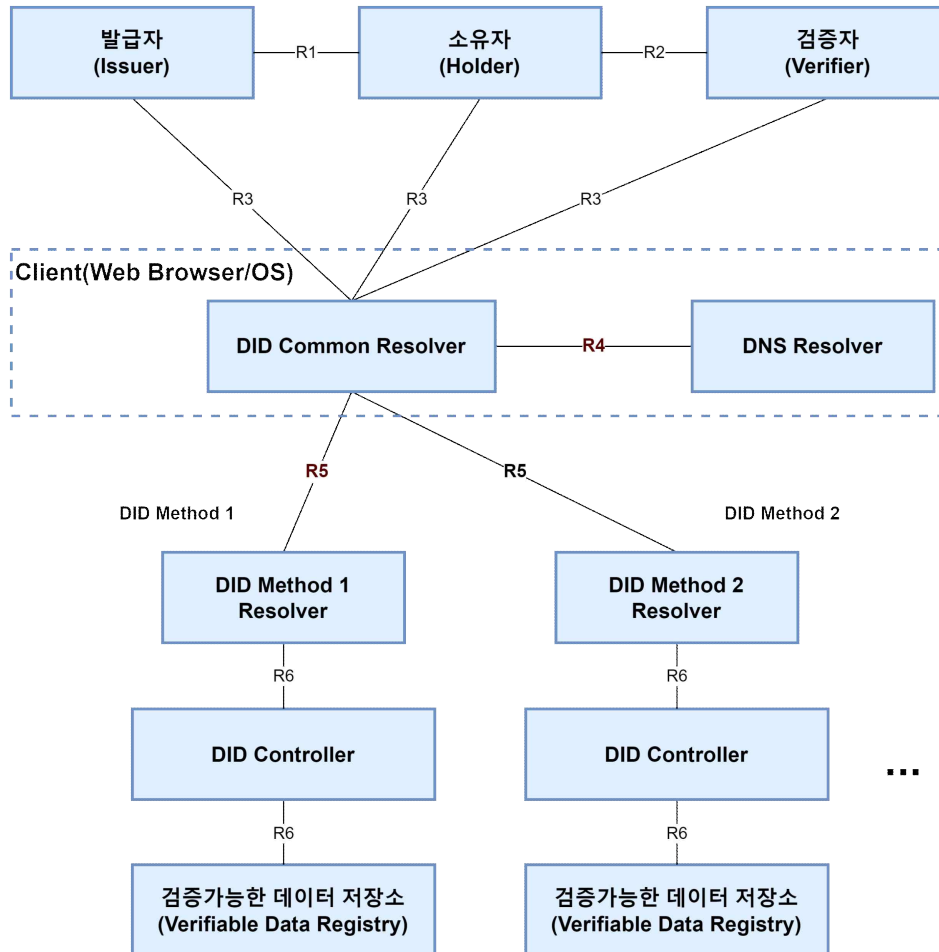 발급자
(Issuer)
R1
소유자
(Holder)
R2
검증자
(Verifier)
R3
R3
R3
Client(Web Browser/OS)
DID Common Resolver
R4
DNS Resolver
R5
R5
DID Method 1
DID Method 2
DID Method 1
Resolver
DID Method 2
Resolver
R6
R6
DID Controller
DID Controller
...
R6
R6
검증가능한 데이터 저장소
(Verifiable Data Registry)
검증가능한 데이터 저장소
(Verifiable Data Registry)